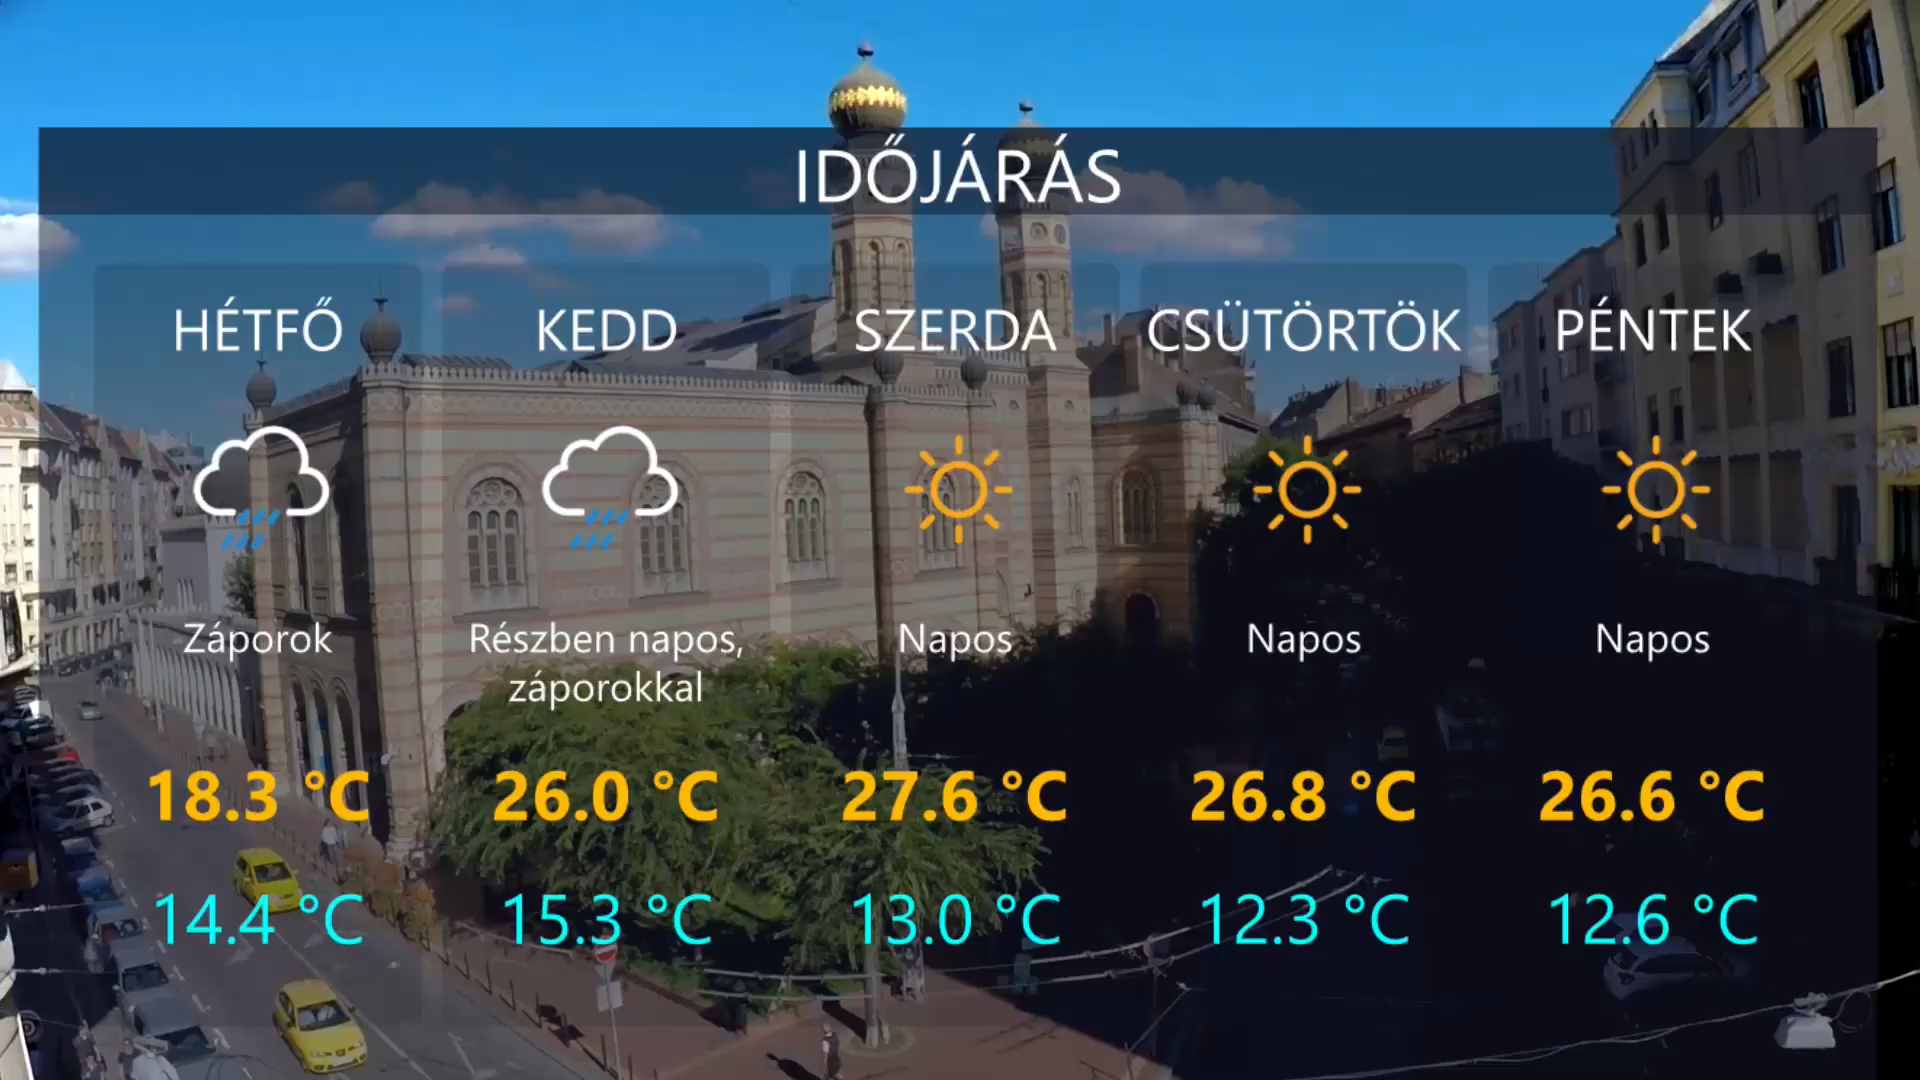 IDŐJÁRÁS
HÉTFŐ
Záporok
18.3 °C
14.4 °C
KEDD
Részben napos,
záporokkal
26.0 °C
15.3 °C
SZERDA
Napos
27.6 °C
13.0 °C
CSÜTÖRTÖK
Napos
26.8 °C
12.3 °C
PÉNTEK
Napos
26.6 °C
12.6 °C